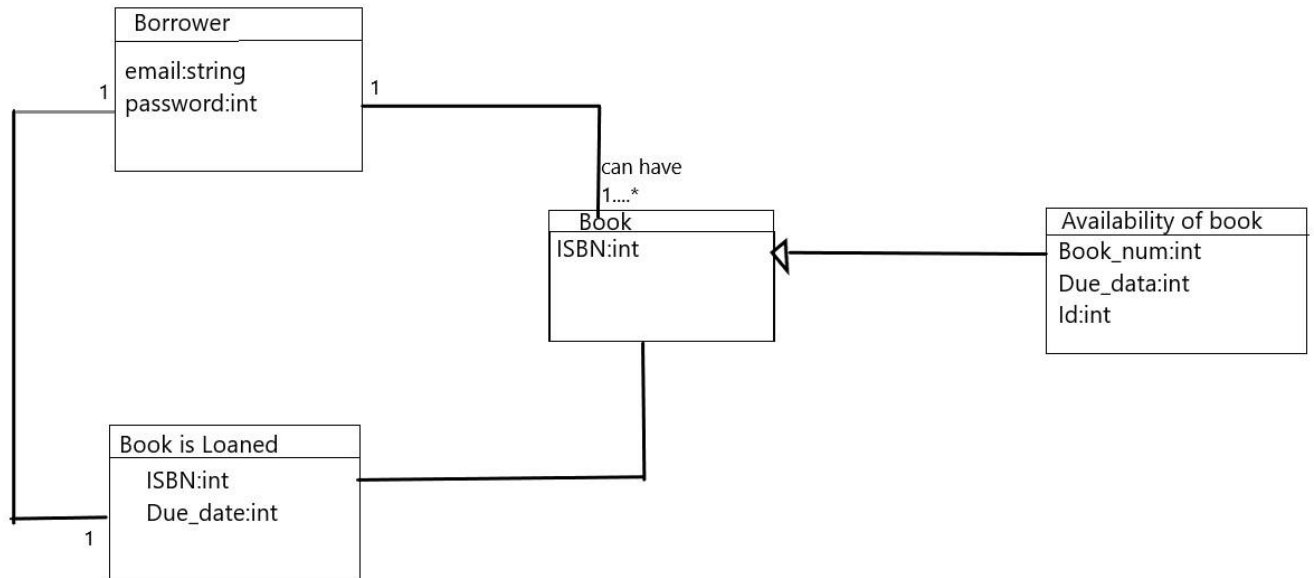 Borrower
email:string
password:int
1
1
can have
1....*
Book
ISBN:int
Availability of book
Book_num:int
Due_data:int
Id:int
Book is Loaned
ISBN:int
Due_date:int
1